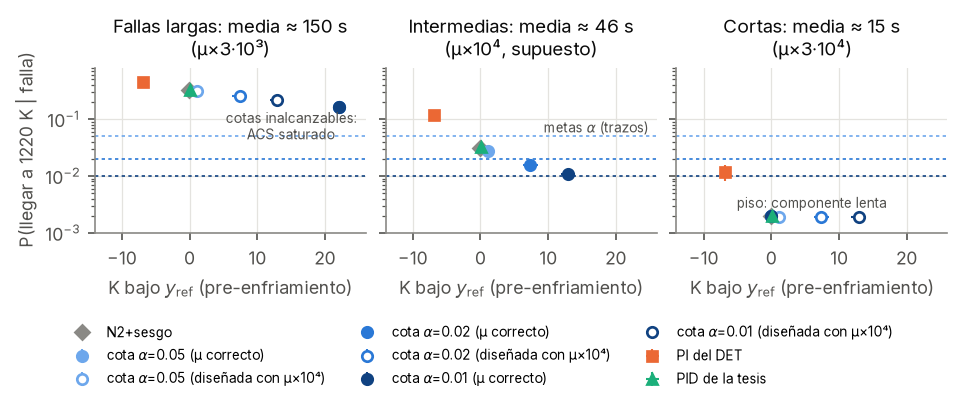 Fallas largas: media ≈ 150 s
(μ×3·10³)
Intermedias: media ≈ 46 s
(μ×10⁴, supuesto)
Cortas: media ≈ 15 s
(μ×3·10⁴)
P(llegar a 1220 K | falla)
10⁻¹
10⁻²
10⁻³
cotas inalcanzables:
ACS saturado
metas α (trazos)
piso: componente lenta
−10 0 10 20
−10 0 10 20
−10 0 10 20
K bajo y_ref (pre-enfriamiento)
K bajo y_ref (pre-enfriamiento)
K bajo y_ref (pre-enfriamiento)
N2+sesgo
cota α=0.05 (μ correcto)
cota α=0.05 (diseñada con μ×10⁴)
cota α=0.02 (μ correcto)
cota α=0.02 (diseñada con μ×10⁴)
cota α=0.01 (μ correcto)
cota α=0.01 (diseñada con μ×10⁴)
PI del DET
PID de la tesis